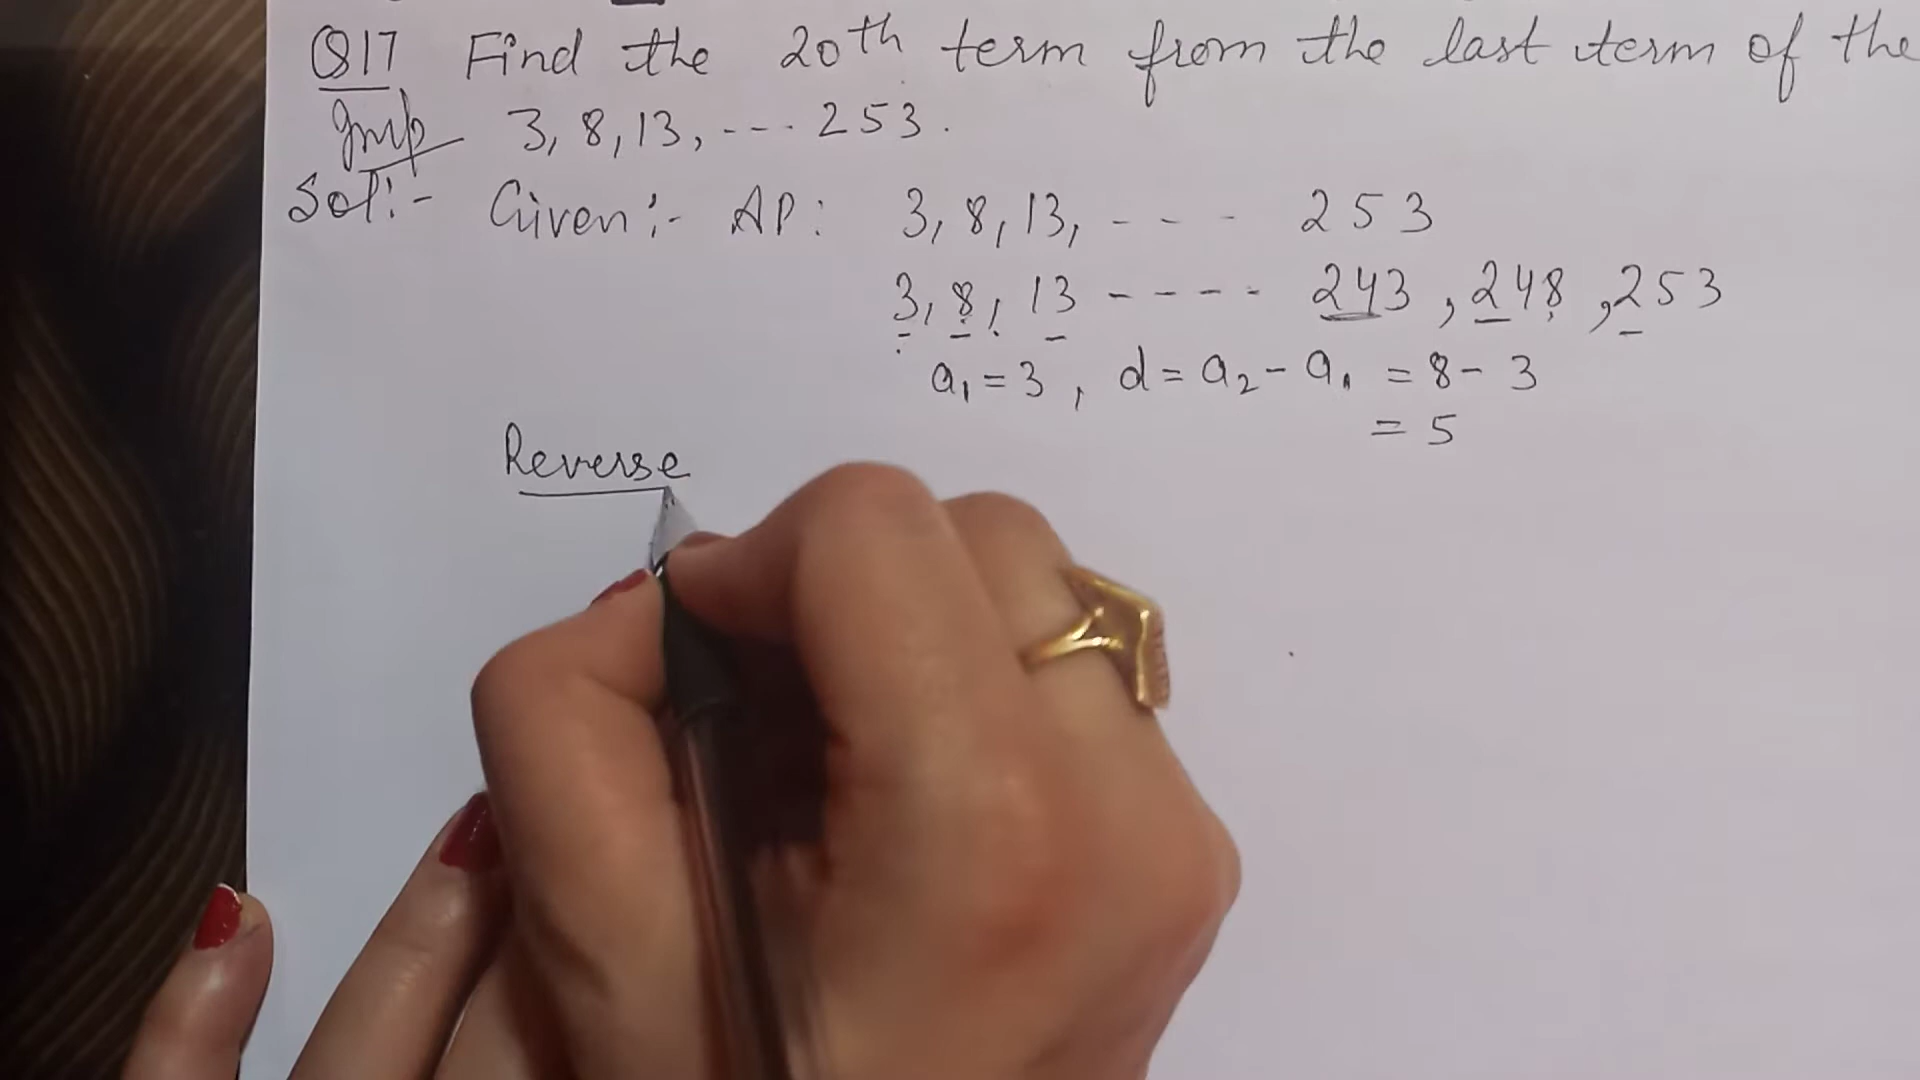 Q17 Find the 20th term from the last term of the
Imp 3, 8, 13, --- 253.
Sol:- Given:- AP: 3, 8, 13, - - - 253
3, 8, 13 ---- 243, 248, 253
a₁ = 3, d = a₂ - a₁ = 8 - 3
= 5
Reverse